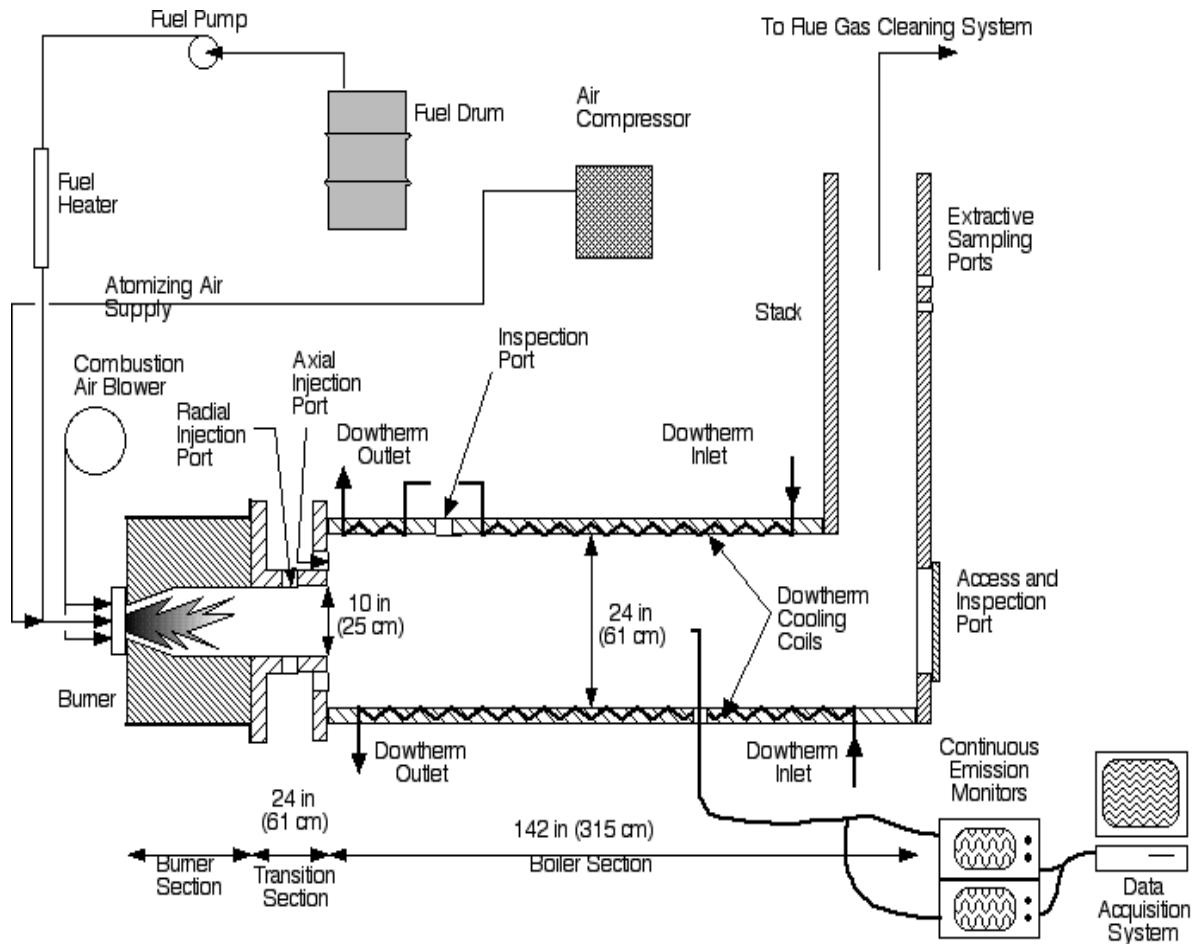 Fuel Pump
To Flue Gas Cleaning System
Fuel Drum
Air
Compressor
Fuel
Heater
Extractive
Sampling
Ports
Atomizing Air
Supply
Stack
Inspection
Port
Combustion
Air Blower
Axial
Injection
Port
Radial
Injection
Port
Dowtherm
Outlet
Dowtherm
Inlet
10 in
(25 cm)
24 in
(61 cm)
Dowtherm
Cooling
Coils
Access and
Inspection
Port
Burner
Dowtherm
Outlet
Dowtherm
Inlet
Continuous
Emission
Monitors
24 in
(61 cm)
142 in (315 cm)
Burner
Section
Transition
Section
Boiler Section
Data
Acquisition
System